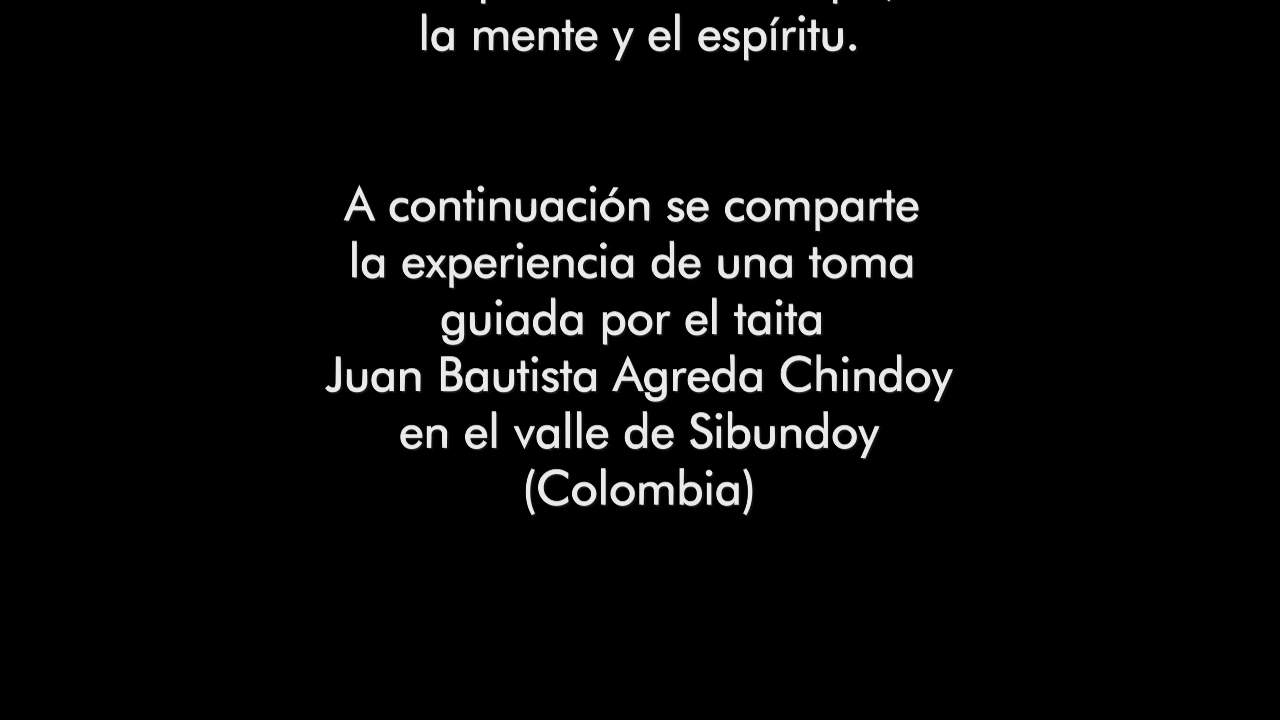 la mente y el espíritu.
A continuación se comparte
la experiencia de una toma
guiada por el taita
Juan Bautista Agreda Chindoy
en el valle de Sibundoy
(Colombia)